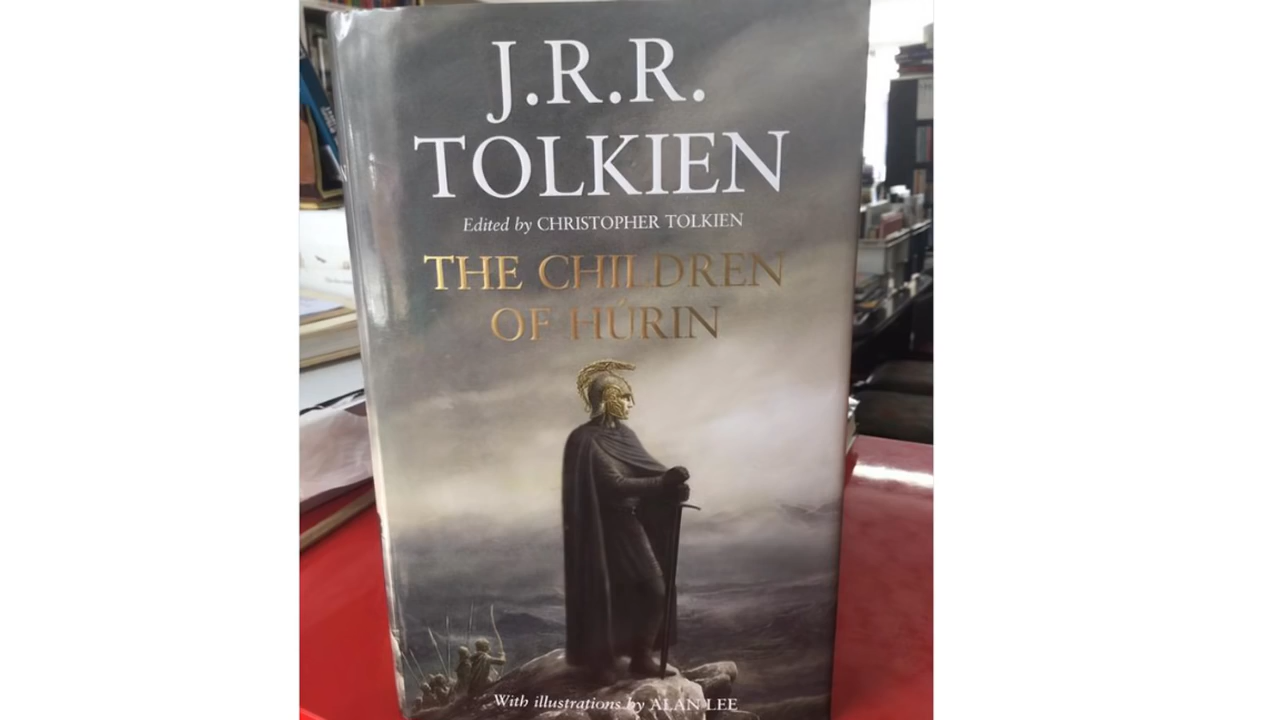 J.R.R.
TOLKIEN
Edited by CHRISTOPHER TOLKIEN
THE CHILDREN
OF HÚRIN
With illustrations by ALAN LEE